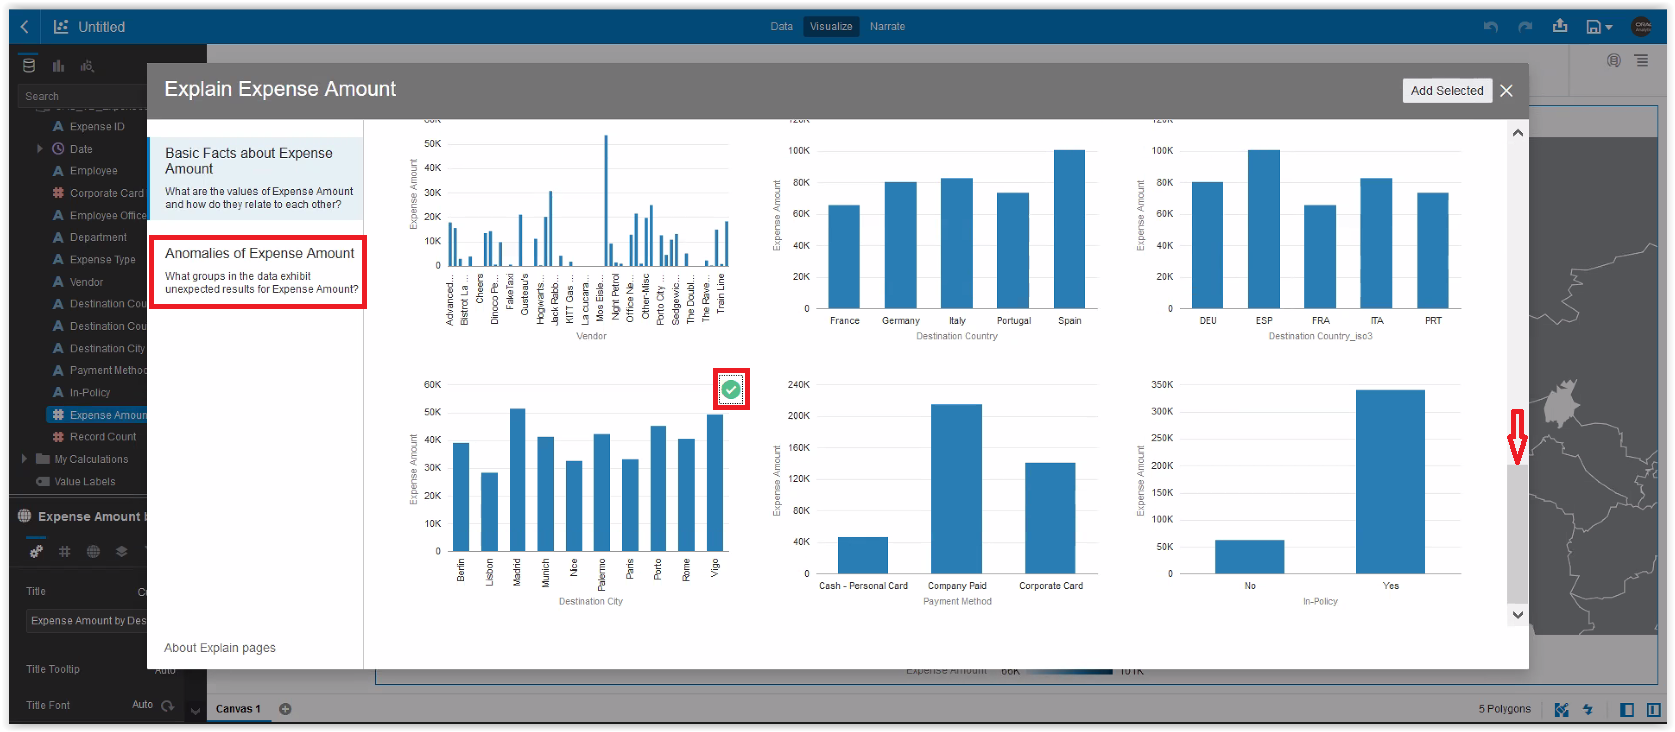 Untitled
Data
Visualize
Narrate
Search
Explain Expense Amount
Add Selected
Expense ID
Date
Employee
Corporate Card
Employee Office
Department
Expense Type
Vendor
Destination Cou
Destination Cou
Destination City
Payment Method
In-Policy
Expense Amoun
Record Count
My Calculations
Value Labels
Expense Amount b
Title
Expense Amount by Des
Title Tooltip
Auto
Title Font
Auto
Basic Facts about Expense
Amount
What are the values of Expense Amount
and how do they relate to each other?
Anomalies of Expense Amount
What groups in the data exhibit
unexpected results for Expense Amount?
About Explain pages
60K
50K
40K
30K
20K
10K
0
Expense Amount
Advanced...
Bistrot La ...
Cheers
Dinoco Pe...
FakeTaxi
Gusteau's
Hogwarts...
Jack Rabb...
KITT Gas...
La cucara...
Mos Eisle...
Night Petrol
Office Ne...
Other-Misc
Porto City ...
Sedgewic...
The Doubl...
The Rave...
Train Line
Vendor
120K
100K
80K
60K
40K
20K
0
Expense Amount
France
Germany
Italy
Portugal
Spain
Destination Country
120K
100K
80K
60K
40K
20K
0
Expense Amount
DEU
ESP
FRA
ITA
PRT
Destination Country_iso3
60K
50K
40K
30K
20K
10K
0
Expense Amount
Berlin
Lisbon
Madrid
Munich
Nice
Palermo
Paris
Porto
Rome
Vigo
Destination City
240K
200K
160K
120K
80K
40K
0
Expense Amount
Cash - Personal Card
Company Paid
Corporate Card
Payment Method
350K
300K
250K
200K
150K
100K
50K
0
Expense Amount
No
Yes
In-Policy
Expense Amount
66K
101K
Canvas 1
5 Polygons